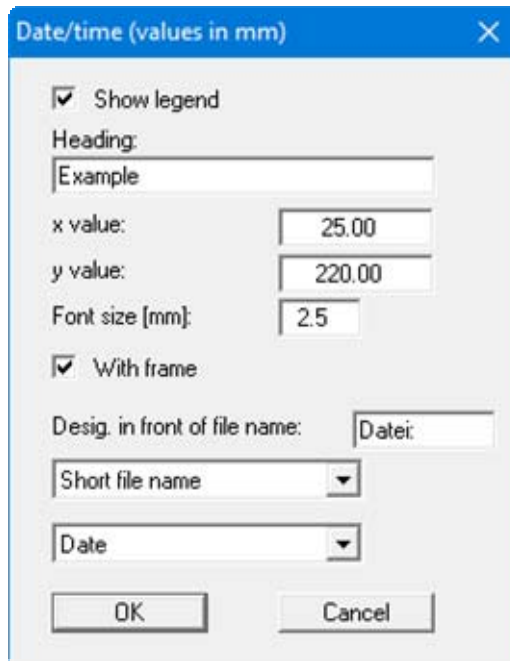 Date/time (values in mm)
Show legend
Heading:
Example
x value: 25.00
y value: 220.00
Font size [mm]: 2.5
With frame
Desig. in front of file name: Datei:
Short file name
Date
OK Cancel